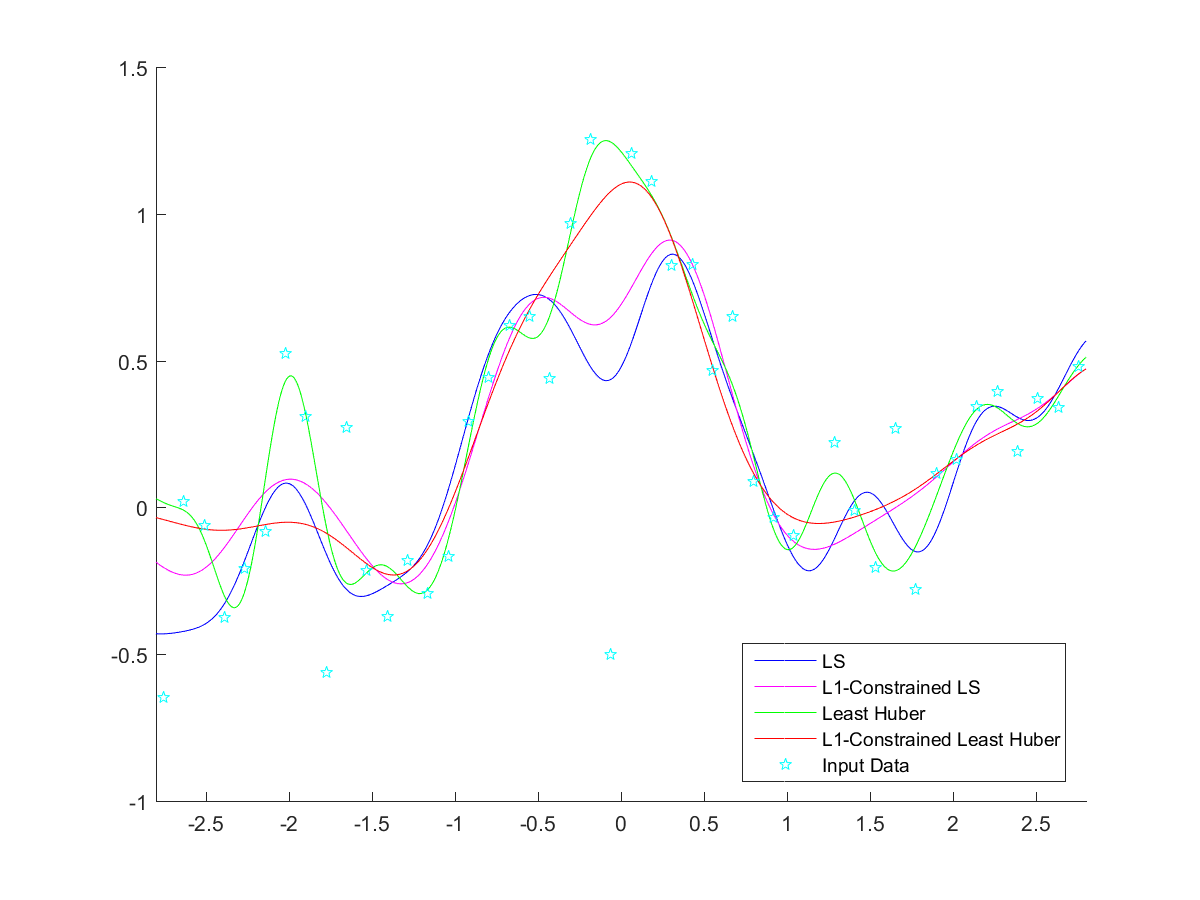 1.5
1
0.5
0
-0.5
-1
-2.5 -2 -1.5 -1 -0.5 0 0.5 1 1.5 2 2.5
LS
L1-Constrained LS
Least Huber
L1-Constrained Least Huber
Input Data